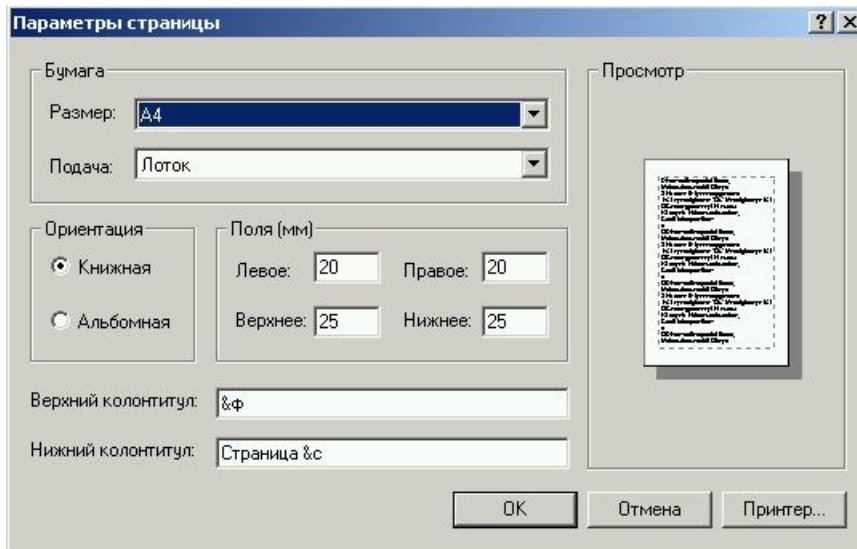 Параметры страницы
Бумага
Размер: A4
Подача: Лоток
Ориентация
Книжная
Альбомная
Поля (мм)
Левое: 20 Правое: 20
Верхнее: 25 Нижнее: 25
Верхний колонтитул: &ф
Нижний колонтитул: Страница &с
Просмотр
OK Отмена Принтер...